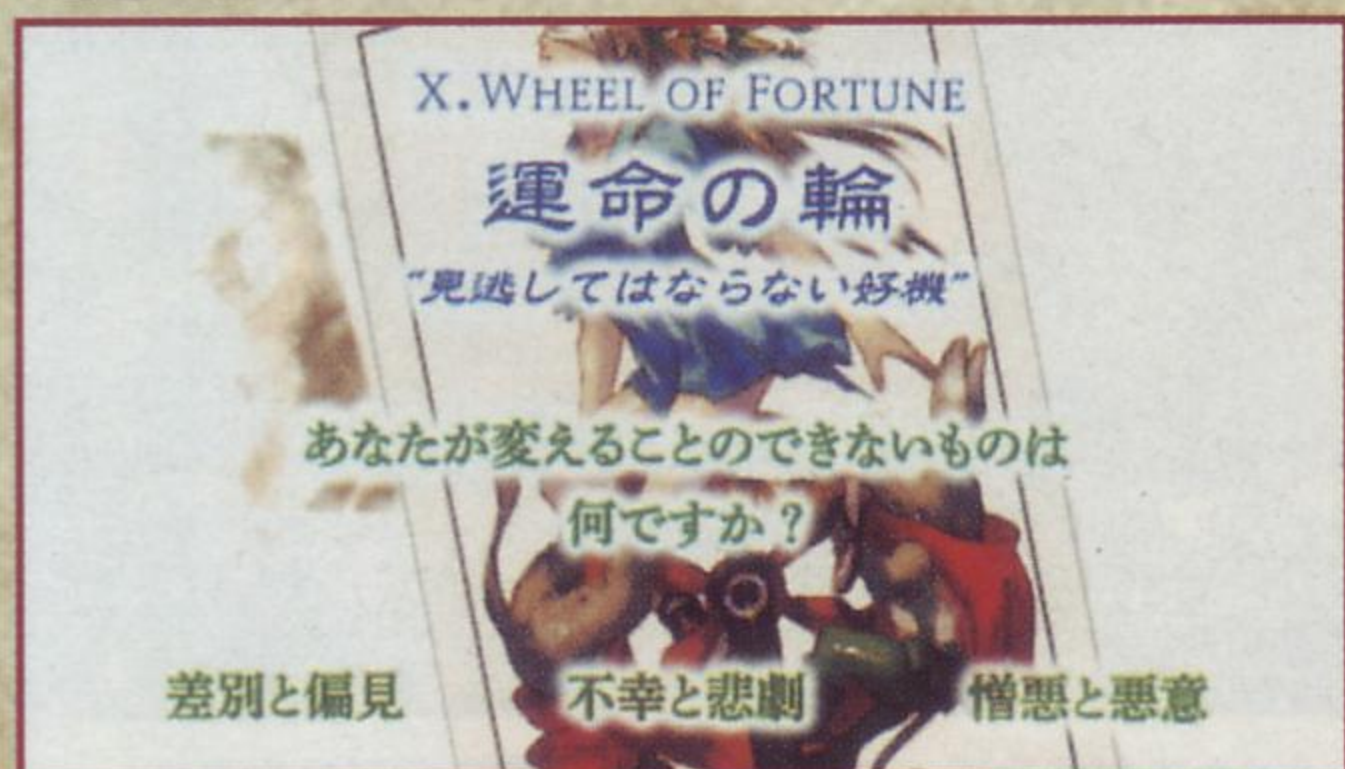 X. WHEEL OF FORTUNE
運命の輪
“見逃してはならない好機”
あなたが変えることのできないものは
何ですか？
差別と偏見 不幸と悲劇 憎悪と悪意